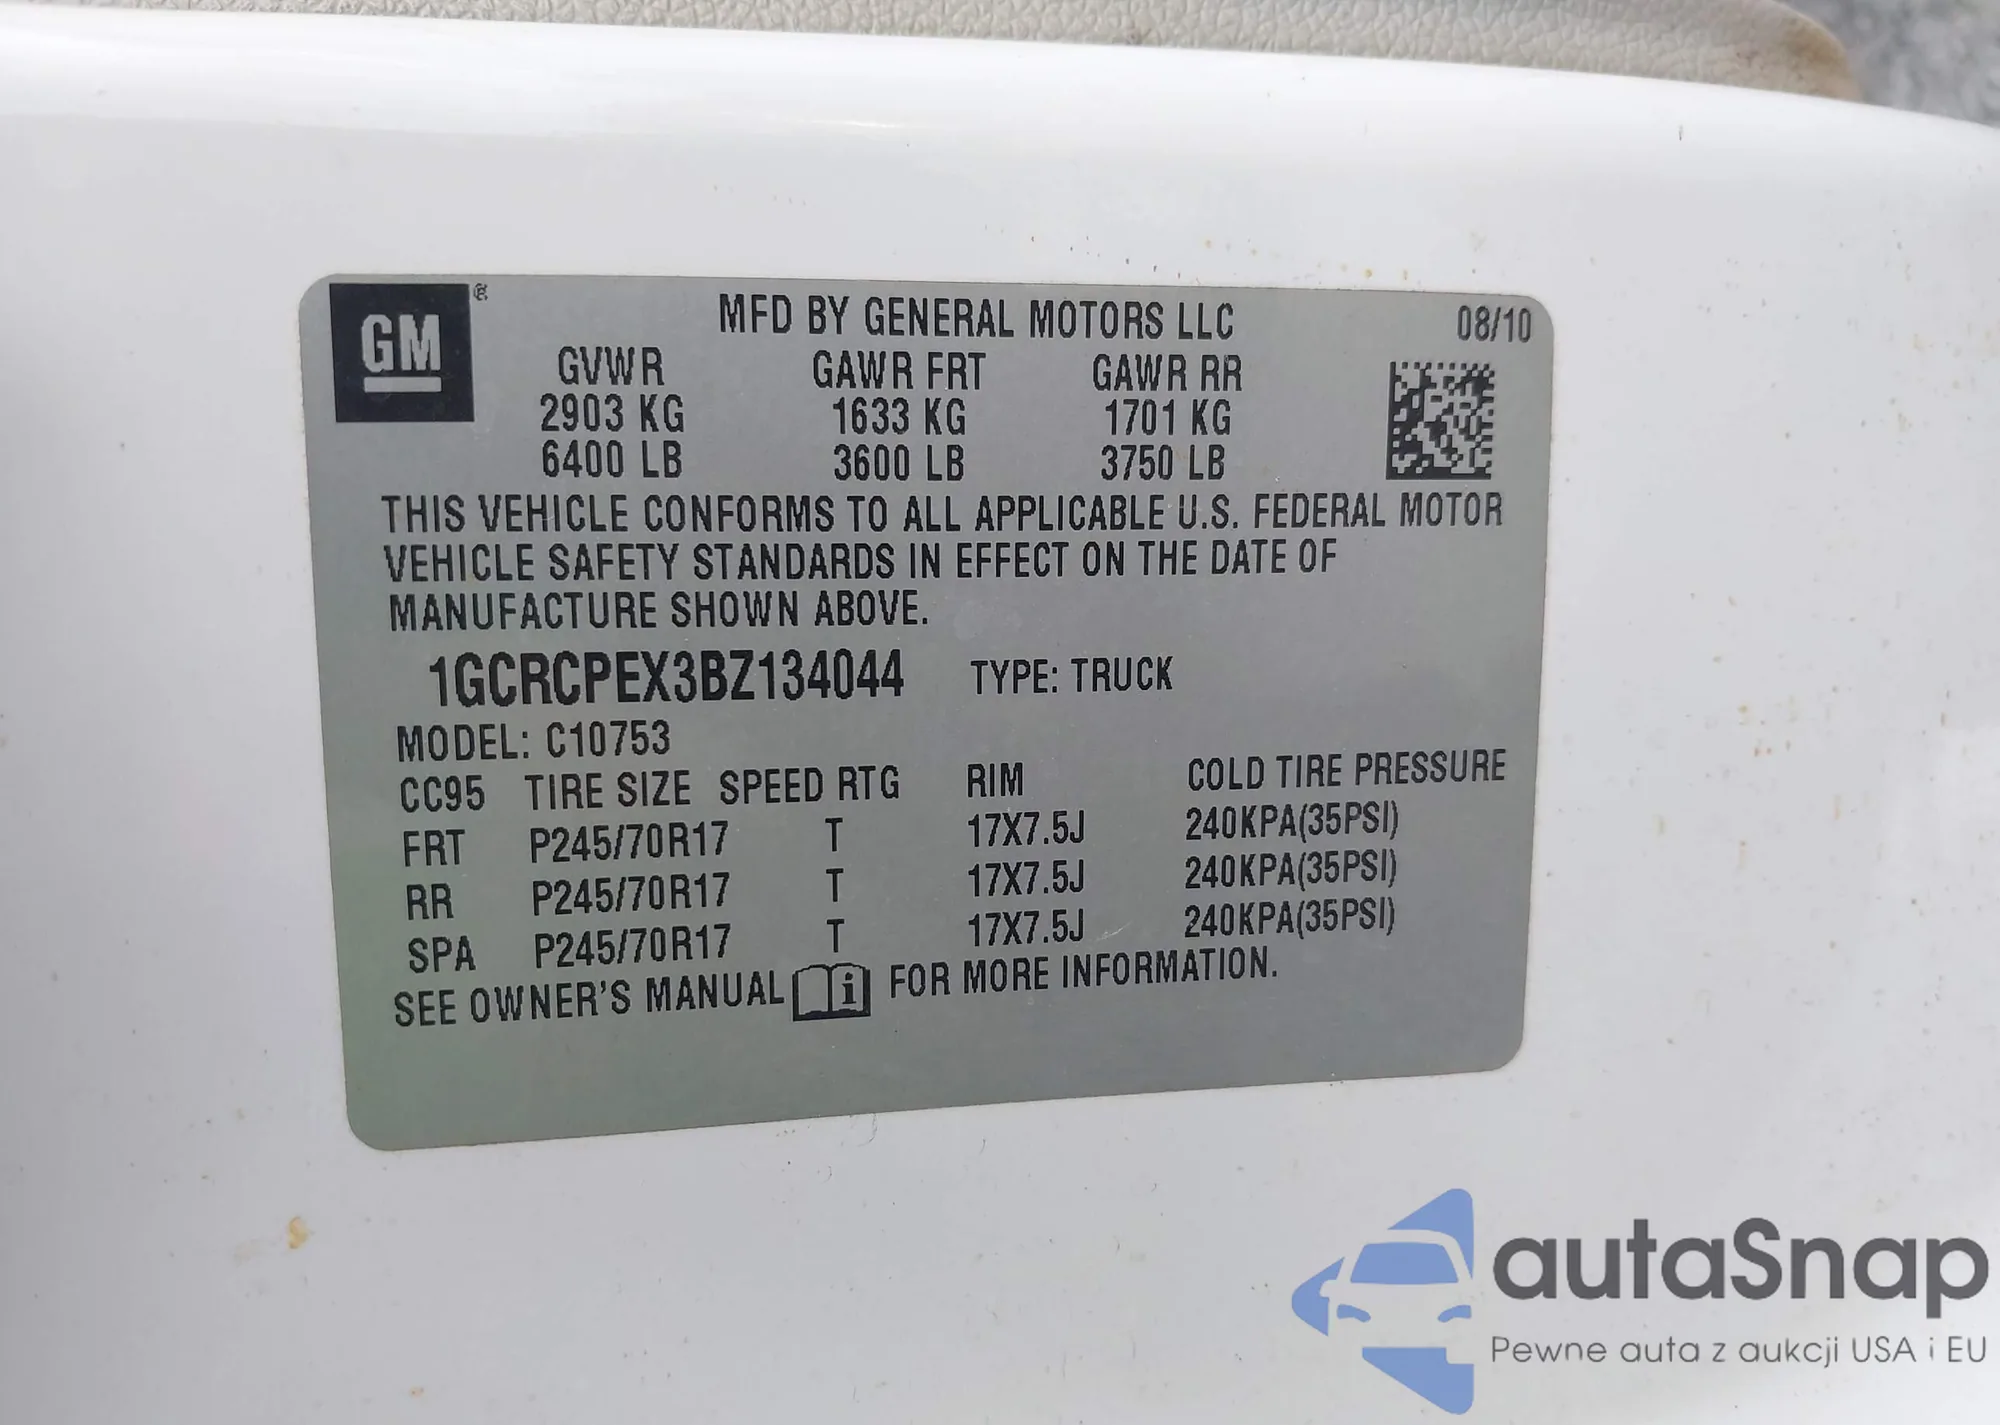 GM ®
MFD BY GENERAL MOTORS LLC 08/10
GVWR GAWR FRT GAWR RR
2903 KG 1633 KG 1701 KG
6400 LB 3600 LB 3750 LB
THIS VEHICLE CONFORMS TO ALL APPLICABLE U.S. FEDERAL MOTOR
VEHICLE SAFETY STANDARDS IN EFFECT ON THE DATE OF
MANUFACTURE SHOWN ABOVE.
1GCRCPEX3BZ134044 TYPE: TRUCK
MODEL: C10753
CC95 TIRE SIZE SPEED RTG RIM COLD TIRE PRESSURE
FRT P245/70R17 T 17X7.5J 240KPA(35PSI)
RR P245/70R17 T 17X7.5J 240KPA(35PSI)
SPA P245/70R17 T 17X7.5J 240KPA(35PSI)
SEE OWNER'S MANUAL i FOR MORE INFORMATION.
autaSnap
Pewne auta z aukcji USA i EU